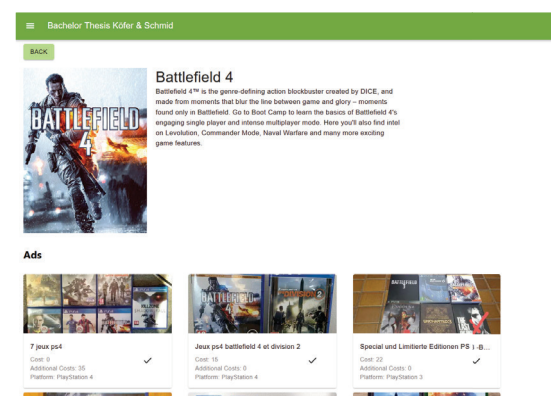 Bachelor Thesis Köfer & Schmid
BACK
Battlefield 4
Battlefield 4™ is the genre-defining action blockbuster created by DICE, and
made from moments that blur the line between game and glory – moments
found only in Battlefield. Go to Boot Camp to learn the basics of Battlefield 4's
engaging single player and intense multiplayer mode. Here you'll also find intel
on Levolution, Commander Mode, Naval Warfare and many more exciting
game features.
BATTLEFIELD
4
Ads
BATTLEFIELD
7 jeux ps4
Cost: 0
Additional Costs: 35
Platform: PlayStation 4
Jeux ps4 battlefield 4 et division 2
Cost: 18
Additional Costs: 0
Platform: PlayStation 4
Special und Limitierte Editionen PS
Cost: 22
Additional Costs: 0
Platform: PlayStation 3